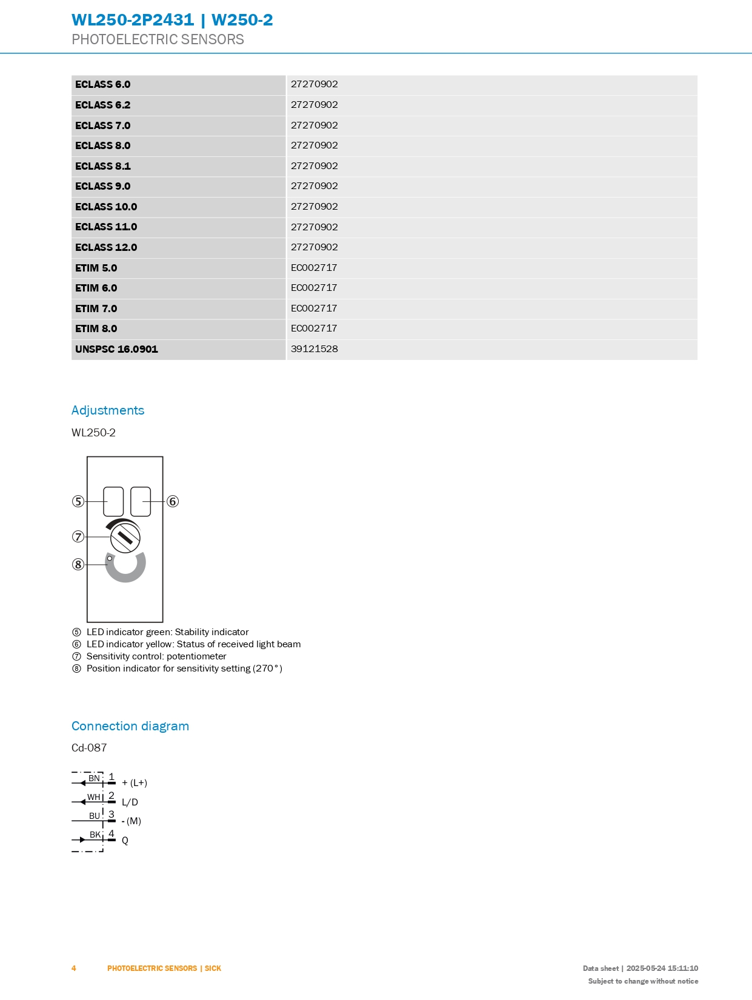 WL250-2P2431 | W250-2
PHOTOELECTRIC SENSORS
ECLASS 6.0 27270902
ECLASS 6.2 27270902
ECLASS 7.0 27270902
ECLASS 8.0 27270902
ECLASS 8.1 27270902
ECLASS 9.0 27270902
ECLASS 10.0 27270902
ECLASS 11.0 27270902
ECLASS 12.0 27270902
ETIM 5.0 EC002717
ETIM 6.0 EC002717
ETIM 7.0 EC002717
ETIM 8.0 EC002717
UNSPSC 16.0901 39121528
Adjustments
WL250-2
⑤ ⑥
⑦
⑧
⑤ LED indicator green: Stability indicator
⑥ LED indicator yellow: Status of received light beam
⑦ Sensitivity control: potentiometer
⑧ Position indicator for sensitivity setting (270°)
Connection diagram
Cd-087
BN 1 + (L+)
WH 2 L/D
BU 3 - (M)
BK 4 Q
4 PHOTOELECTRIC SENSORS | SICK Data sheet | 2025-05-24 15:11:10
Subject to change without notice